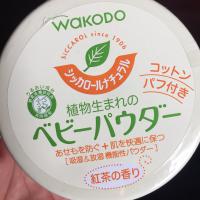 WAKODO
SICCAROL since 1906
シッカロールナチュラル
コットン
パフ付き
植物生まれの
ベビーパウダー
あせもを防ぐ+肌を快適に保つ
[吸湿&放湿 機能性パウダー]
紅茶の香り